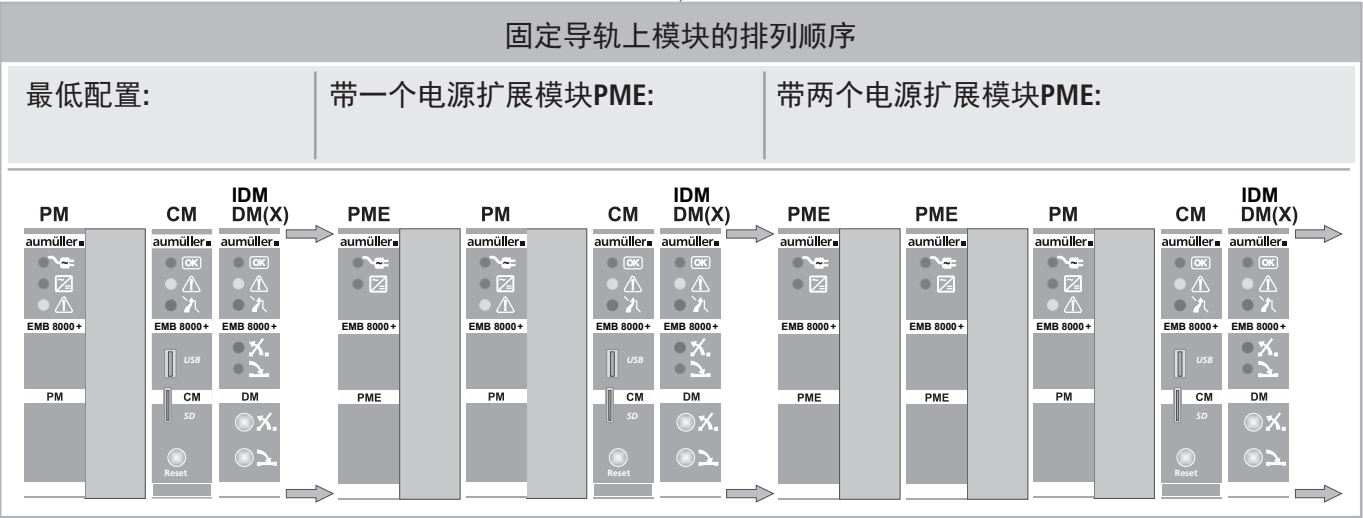 固定导轨上模块的排列顺序
最低配置: 带一个电源扩展模块PME: 带两个电源扩展模块PME:
IDM IDM IDM
PM CM DM(X) PME PM CM DM(X) PME PME PM CM DM(X)
aumüller aumüller aumüller aumüller aumüller aumüller aumüller aumüller aumüller aumüller aumüller aumüller
OK OK OK OK OK OK
EMB 8000+ EMB 8000+ EMB 8000+ EMB 8000+ EMB 8000+ EMB 8000+ EMB 8000+ EMB 8000+ EMB 8000+ EMB 8000+ EMB 8000+ EMB 8000+
USB USB USB
PM CM DM PME PM CM DM PME PME PM CM DM
SD SD SD
Reset Reset Reset